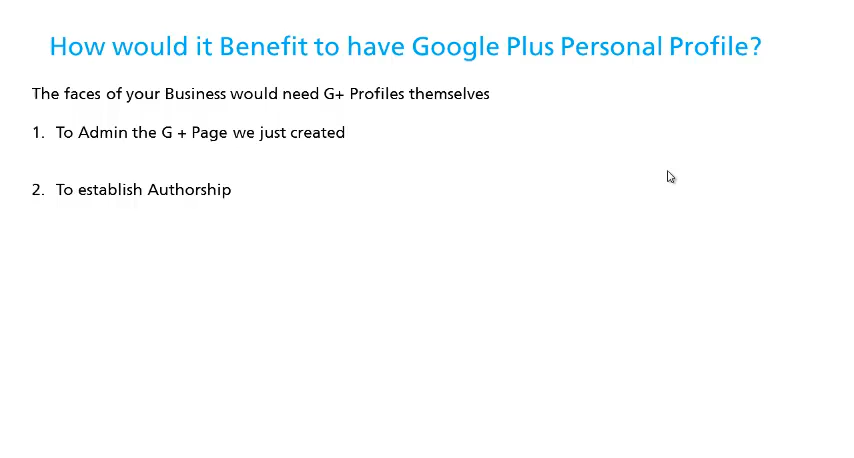 How would it Benefit to have Google Plus Personal Profile?
The faces of your Business would need G+ Profiles themselves
1. To Admin the G + Page we just created
2. To establish Authorship